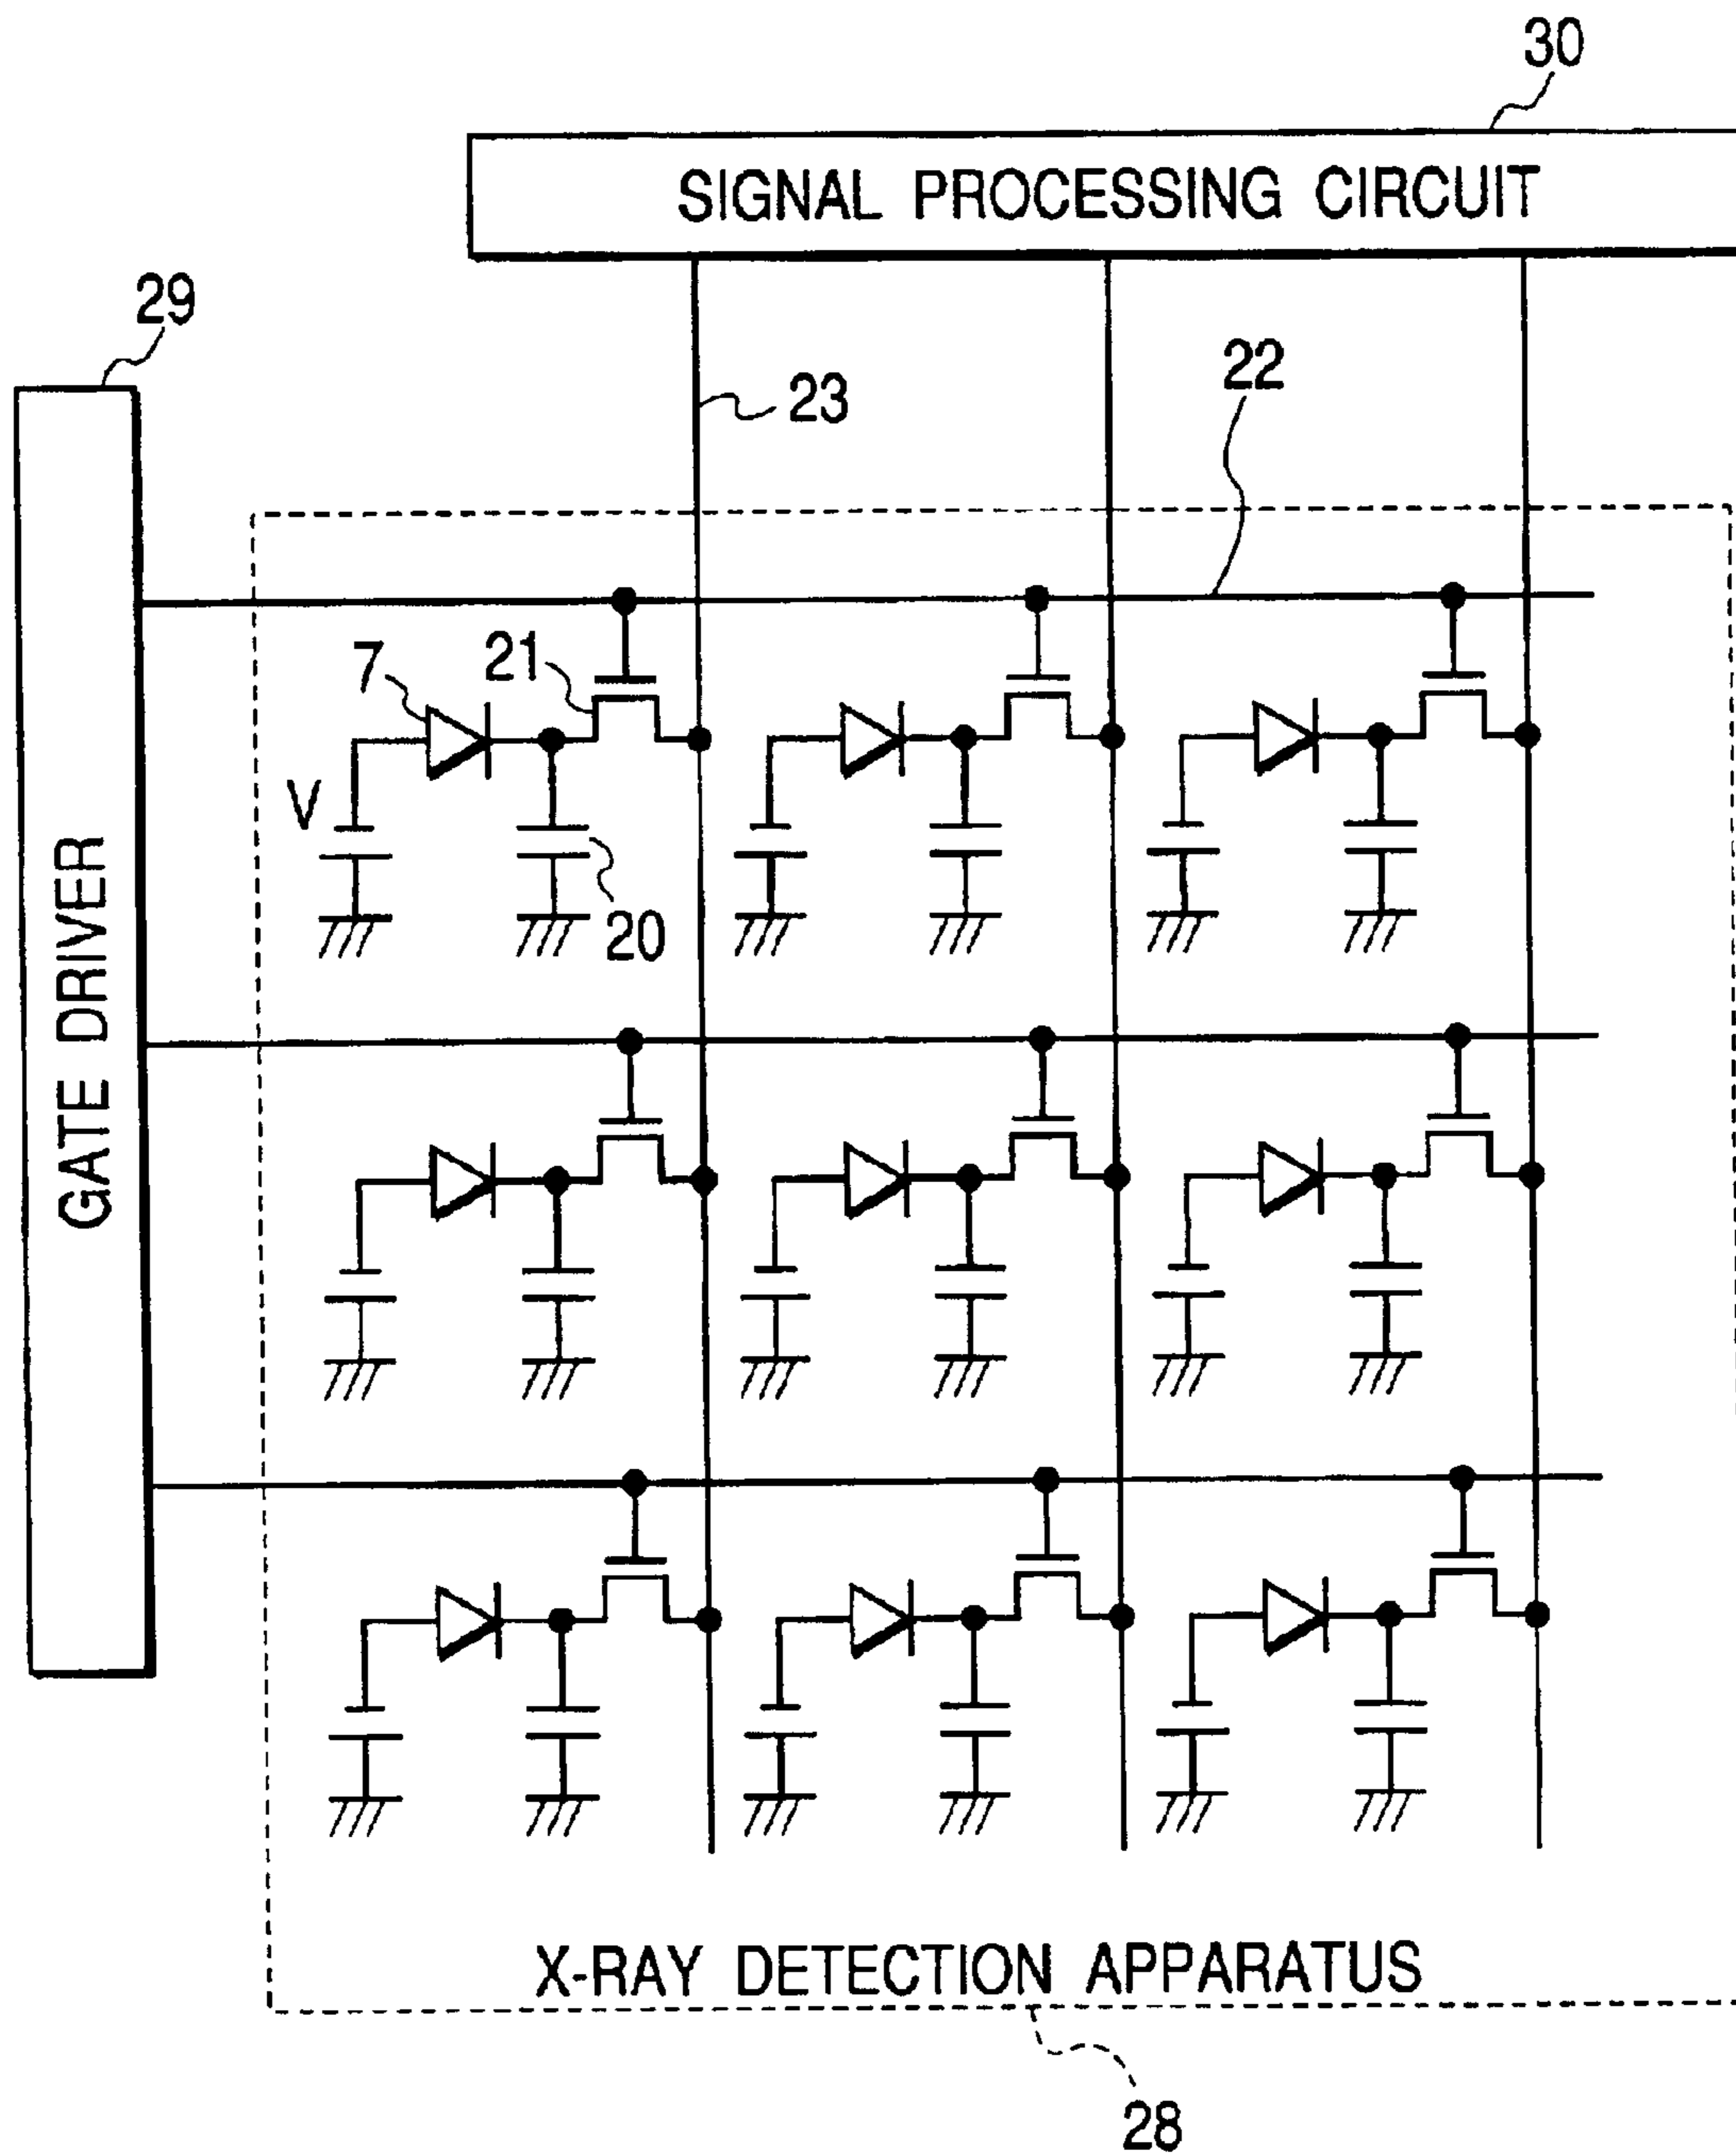 30
SIGNAL PROCESSING CIRCUIT
29
23
22
7
21
V
20
GATE DRIVER
X-RAY DETECTION APPARATUS
28